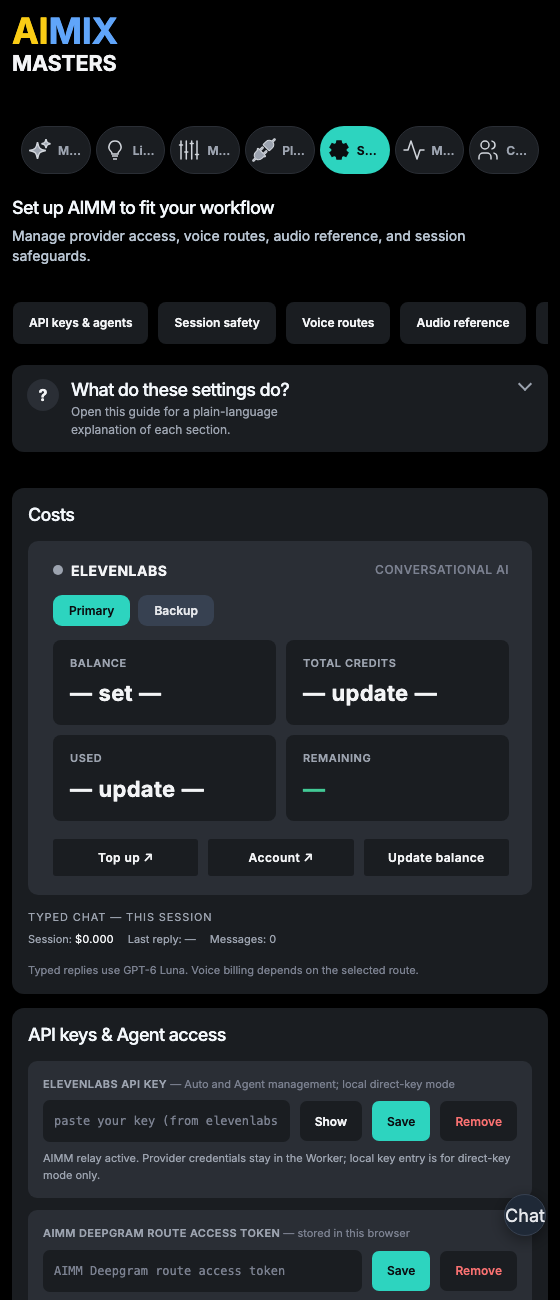 AIMIX
MASTERS
M...
Li...
M...
Pl...
S...
M...
C...
Set up AIMM to fit your workflow
Manage provider access, voice routes, audio reference, and session
safeguards.
API keys & agents
Session safety
Voice routes
Audio reference
?
What do these settings do?
Open this guide for a plain-language
explanation of each section.
Costs
ELEVENLABS
CONVERSATIONAL AI
Primary
Backup
BALANCE
— set —
TOTAL CREDITS
— update —
USED
— update —
REMAINING
—
Top up ↗
Account ↗
Update balance
TYPED CHAT — THIS SESSION
Session: $0.000 Last reply: — Messages: 0
Typed replies use GPT-6 Luna. Voice billing depends on the selected route.
API keys & Agent access
ELEVENLABS API KEY — Auto and Agent management; local direct-key mode
paste your key (from elevenlabs
Show
Save
Remove
AIMM relay active. Provider credentials stay in the Worker; local key entry is for direct-key
mode only.
Chat
AIMM DEEPGRAM ROUTE ACCESS TOKEN — stored in this browser
AIMM Deepgram route access token
Save
Remove